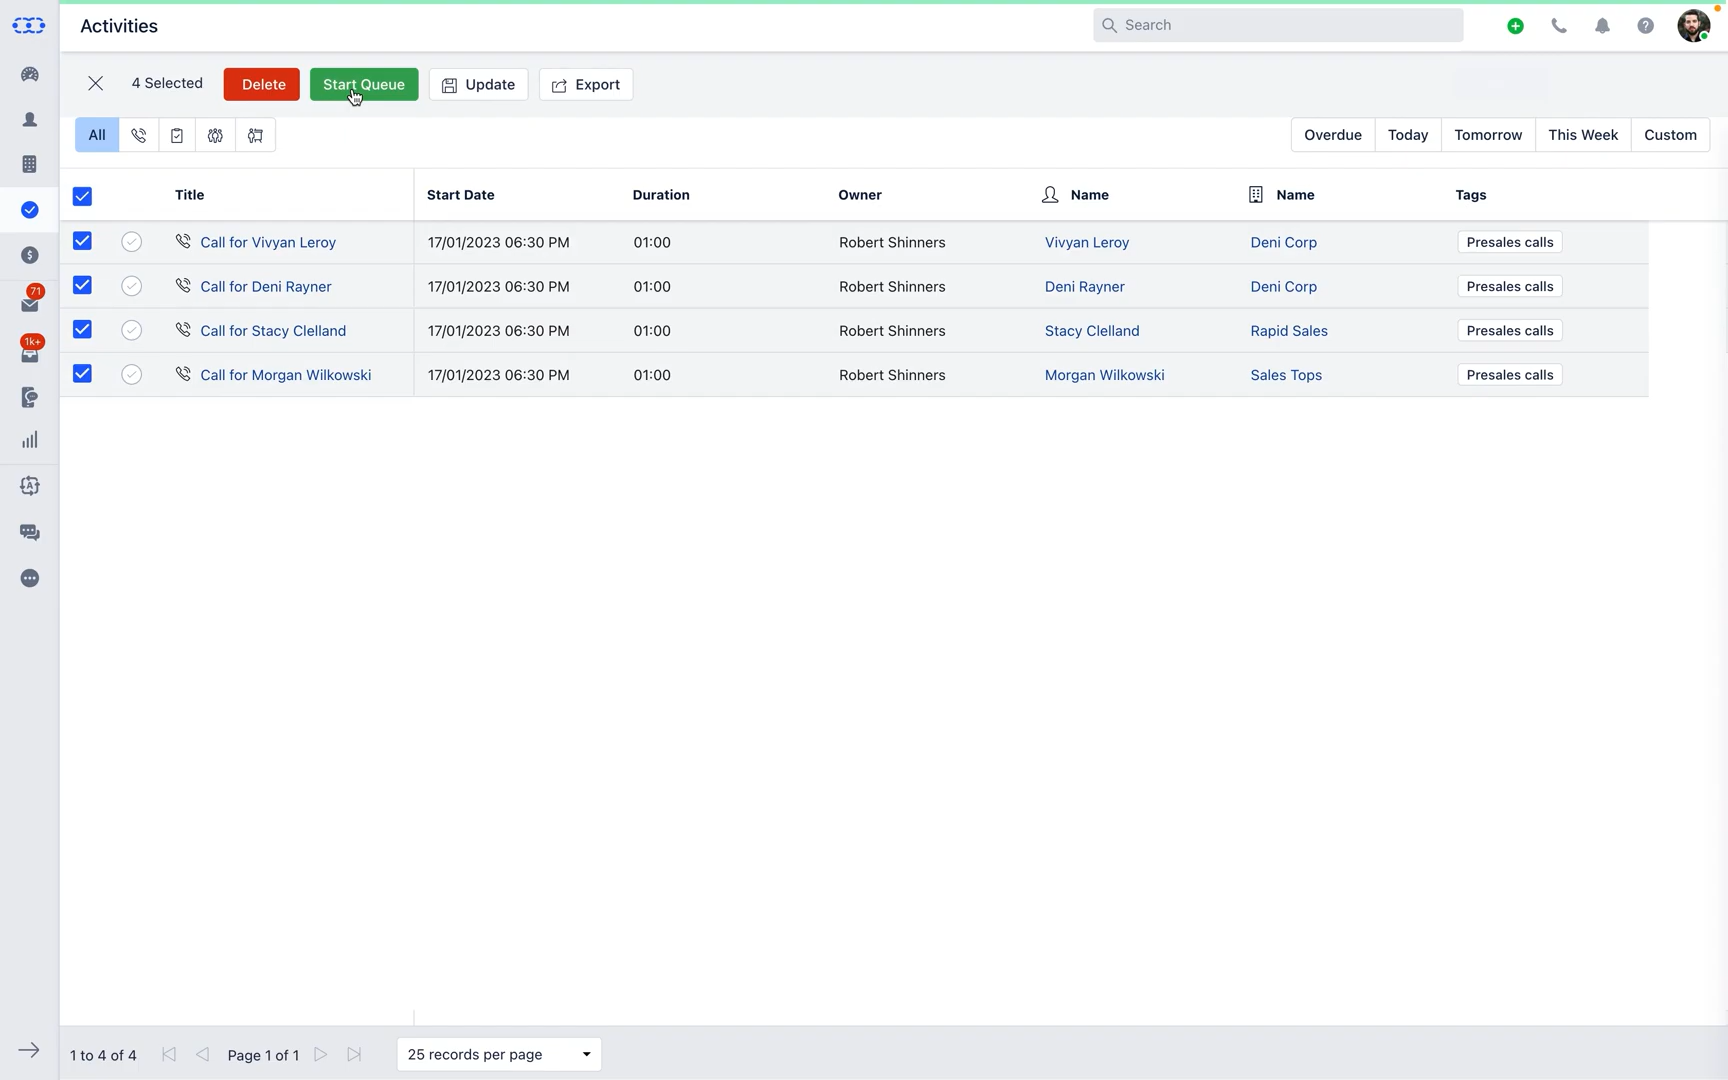 Activities
Search
4 Selected
Delete
Start Queue
Update
Export
All
Overdue
Today
Tomorrow
This Week
Custom
Title
Start Date
Duration
Owner
Name
Name
Tags
Call for Vivyan Leroy 17/01/2023 06:30 PM 01:00 Robert Shinners Vivyan Leroy Deni Corp Presales calls
Call for Deni Rayner 17/01/2023 06:30 PM 01:00 Robert Shinners Deni Rayner Deni Corp Presales calls
Call for Stacy Clelland 17/01/2023 06:30 PM 01:00 Robert Shinners Stacy Clelland Rapid Sales Presales calls
Call for Morgan Wilkowski 17/01/2023 06:30 PM 01:00 Robert Shinners Morgan Wilkowski Sales Tops Presales calls
71
1k+
1 to 4 of 4
Page 1 of 1
25 records per page